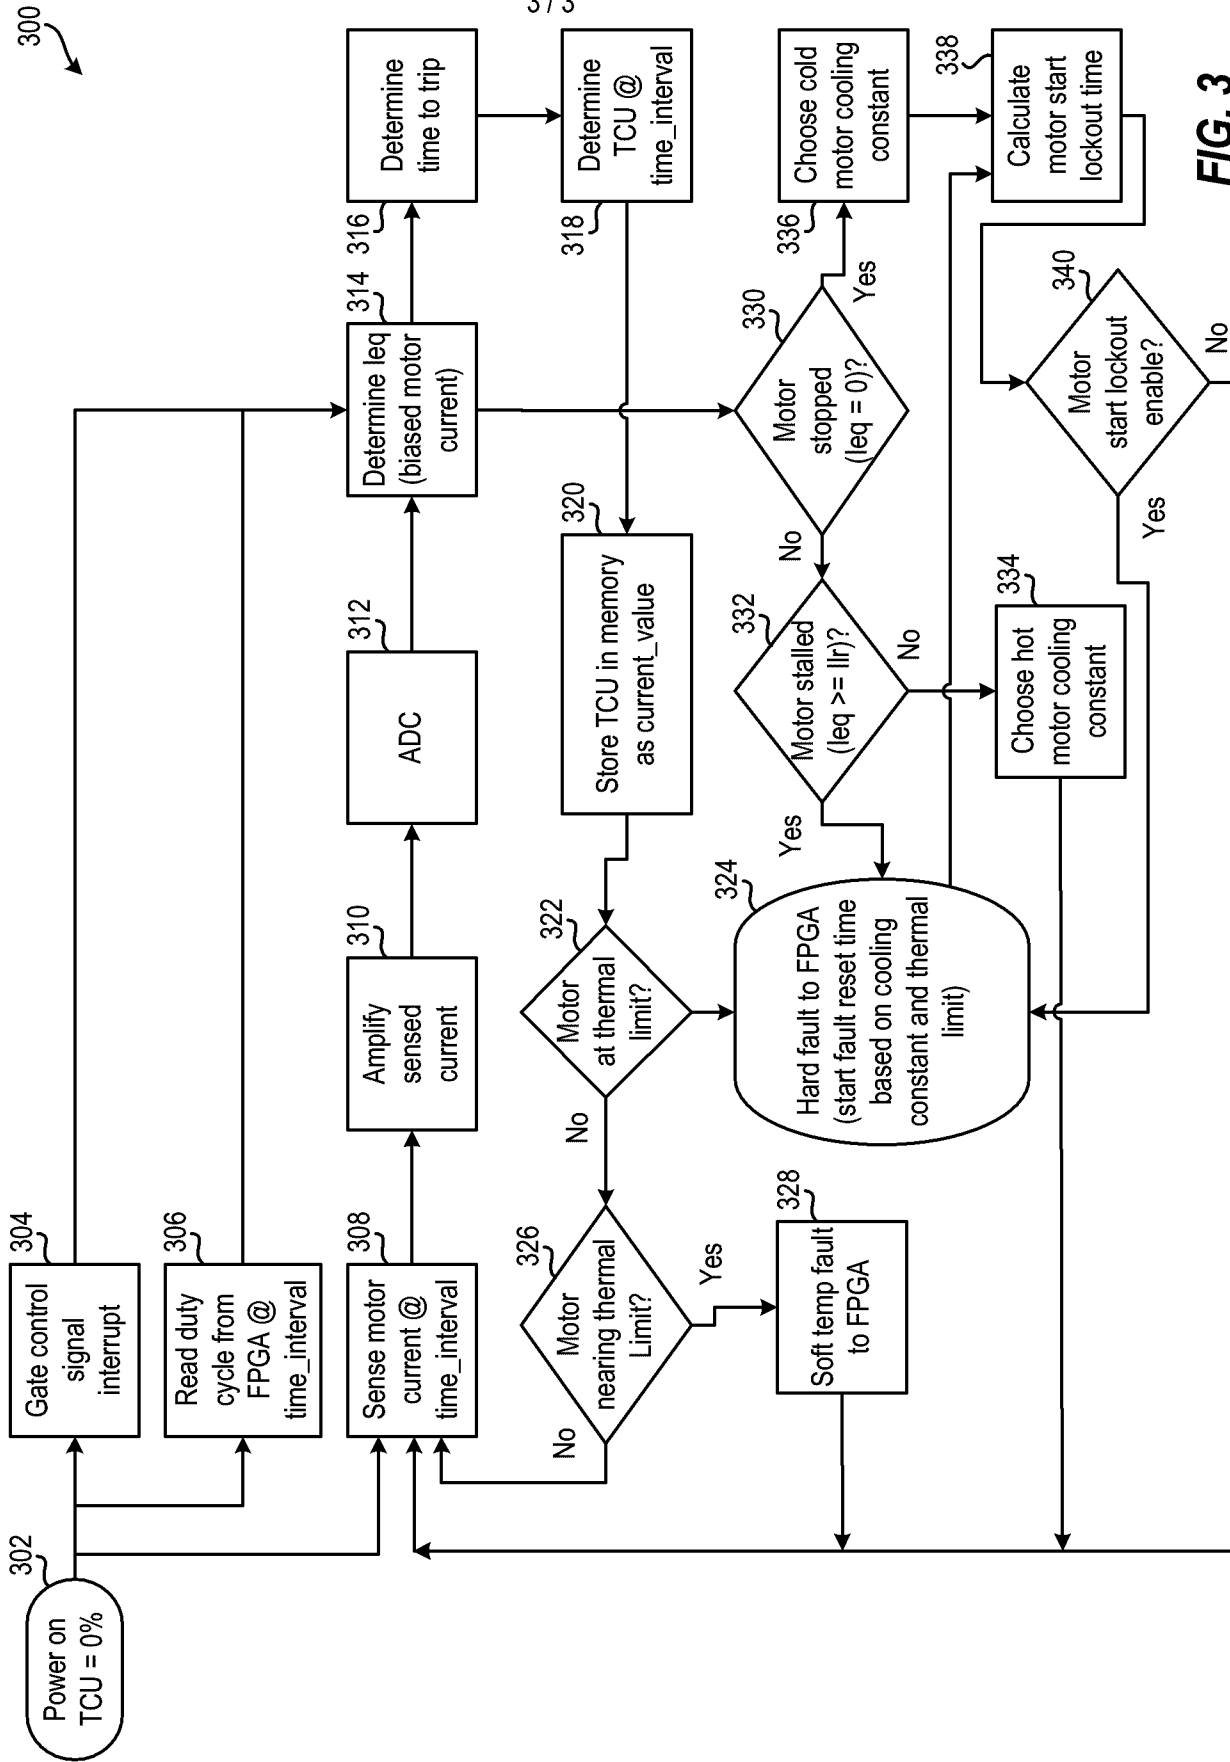 3 / 3
300
302
Power on
TCU = 0%
304
Gate control
signal
interrupt
306
Read duty
cycle from
FPGA @
time_interval
308
Sense motor
current @
time_interval
310
Amplify
sensed
current
312
ADC
314
Determine Ieq
(biased motor
current)
316
Determine
time to trip
318
Determine
TCU @
time_interval
320
Store TCU in memory
as current_value
322
Motor
at thermal
limit?
No
326
Motor
nearing thermal
Limit?
No
Yes
328
Soft temp fault
to FPGA
324
Hard fault to FPGA
(start fault reset time
based on cooling
constant and thermal
limit)
330
Motor
stopped
(Ieq = 0)?
No
Yes
332
Motor stalled
(Ieq >= Ilr)?
Yes
No
334
Choose hot
motor cooling
constant
336
Choose cold
motor cooling
constant
338
Calculate
motor start
lockout time
340
Motor
start lockout
enable?
Yes
No
FIG. 3